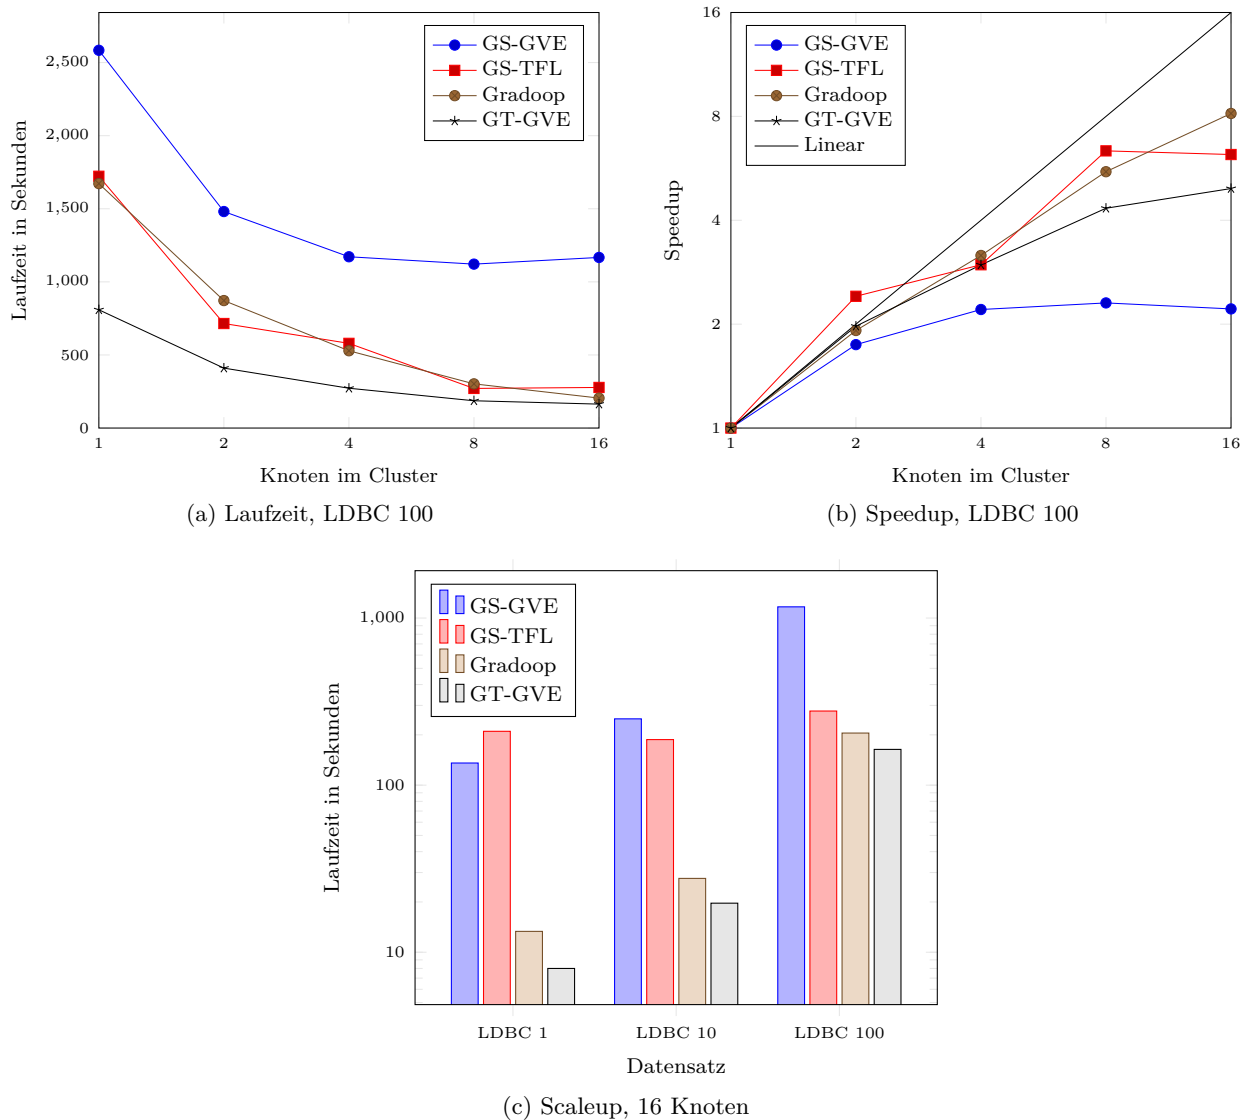 2,500
2,000
1,500
1,000
500
0
1
2
4
8
16
Laufzeit in Sekunden
Knoten im Cluster
GS-GVE
GS-TFL
Gradoop
GT-GVE
(a) Laufzeit, LDBC 100
16
8
4
2
1
1
2
4
8
16
Speedup
Knoten im Cluster
GS-GVE
GS-TFL
Gradoop
GT-GVE
Linear
(b) Speedup, LDBC 100
1,000
100
10
Laufzeit in Sekunden
GS-GVE
GS-TFL
Gradoop
GT-GVE
LDBC 1
LDBC 10
LDBC 100
Datensatz
(c) Scaleup, 16 Knoten